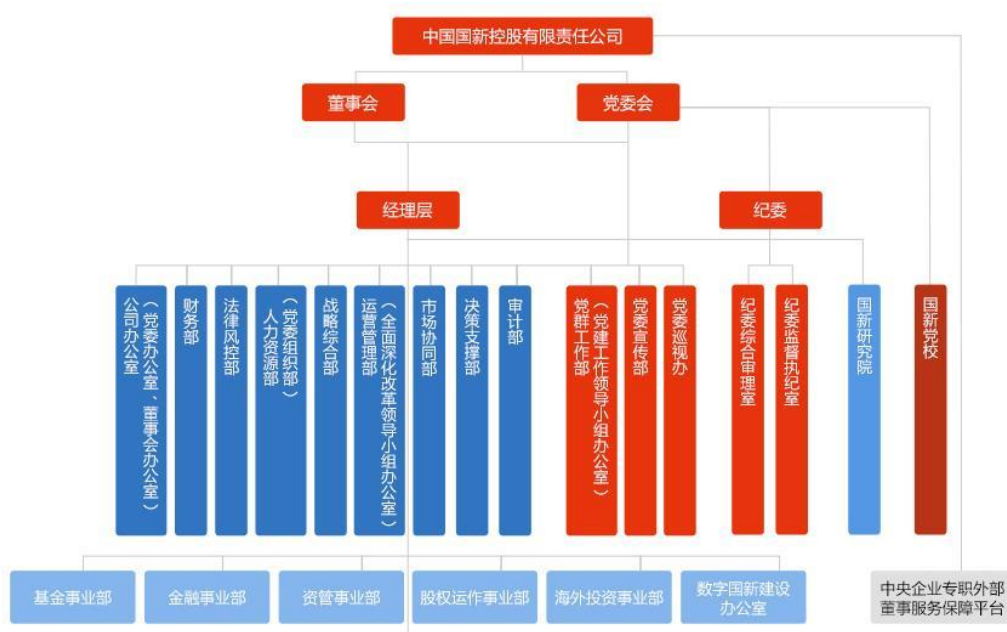 中国国新控股有限责任公司
董事会
党委会
经理层
纪委
公司办公室
（党委办公室、董事会办公室）
财务部
法律风控部
人力资源部
（党委组织部）
战略综合部
运营管理部
（全面深化改革领导小组办公室）
市场协同部
决策支撑部
审计部
党群工作部
（党建工作领导小组办公室）
党委宣传部
党委巡视办
纪委综合审理室
纪委监督执纪室
国新研究院
国新党校
基金事业部
金融事业部
资管事业部
股权运作事业部
海外投资事业部
数字国新建设
办公室
中央企业专职外部
董事服务保障平台